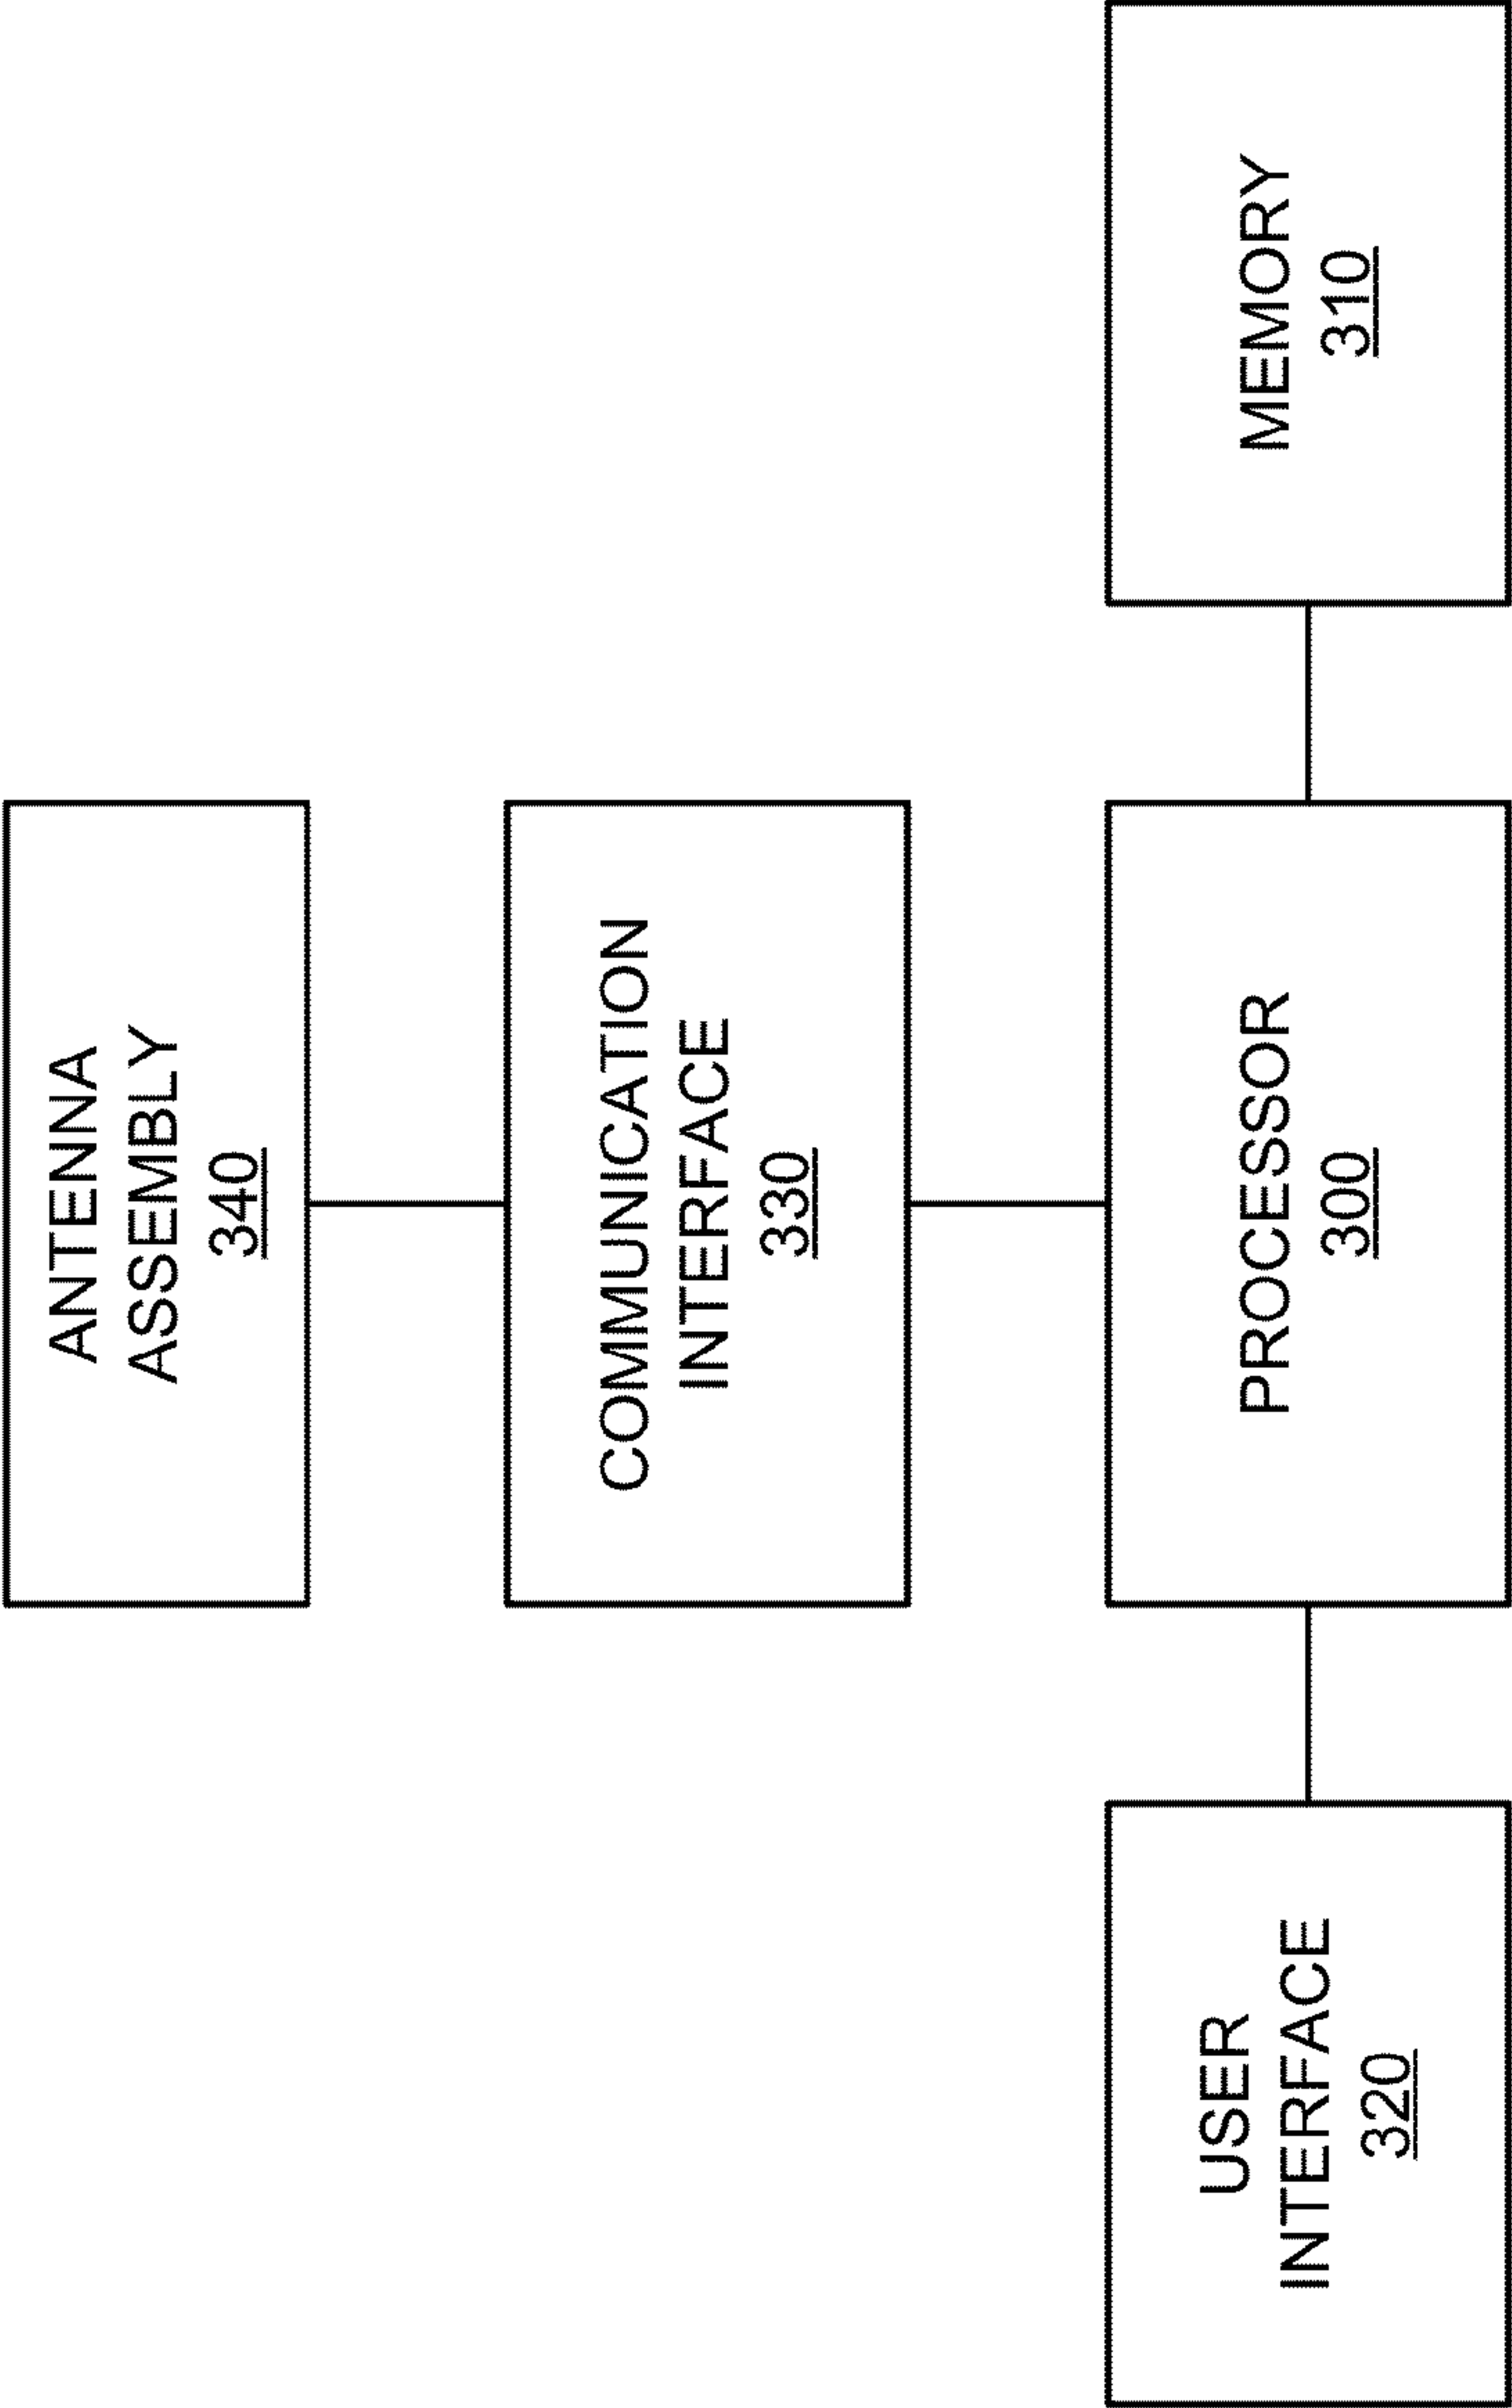 ANTENNA
ASSEMBLY
340
COMMUNICATION
INTERFACE
330
USER
INTERFACE
320
PROCESSOR
300
MEMORY
310